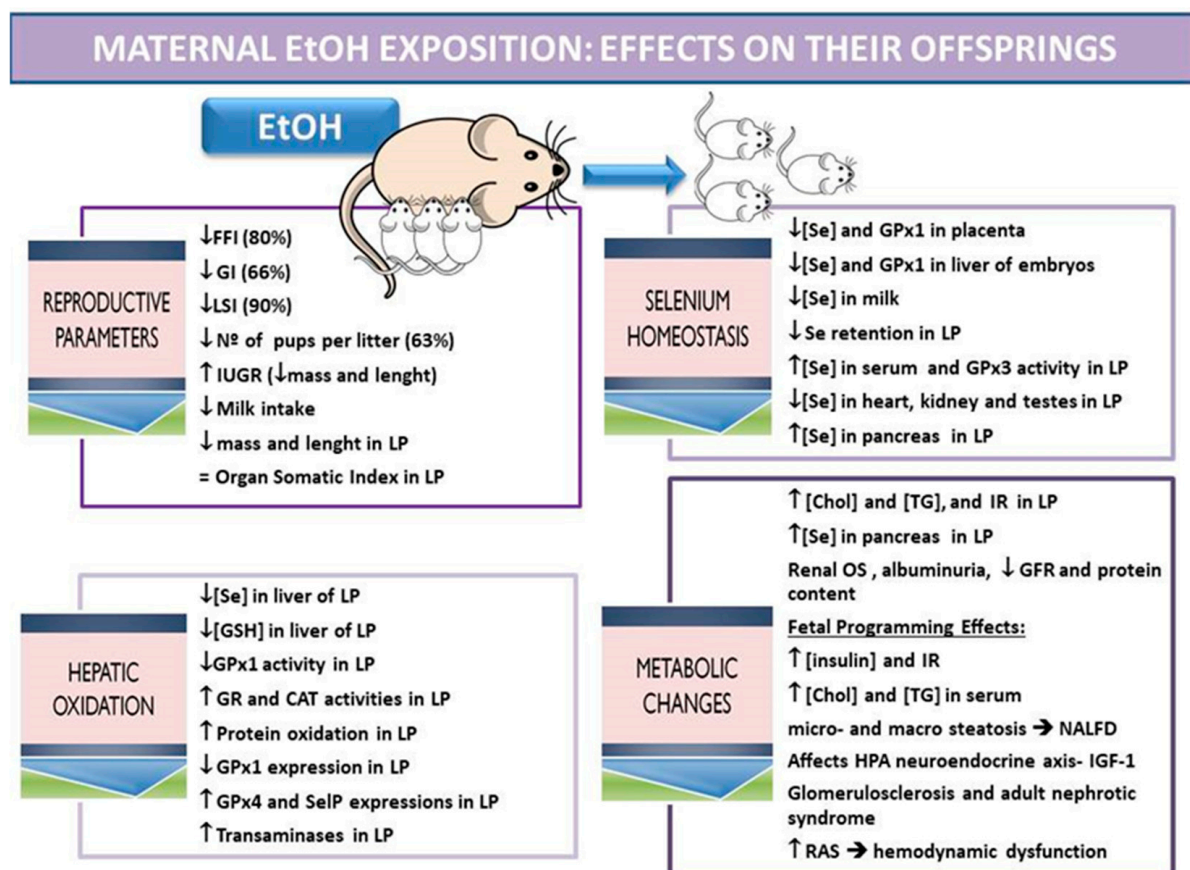 MATERNAL EtOH EXPOSITION: EFFECTS ON THEIR OFFSPRINGS
EtOH
REPRODUCTIVE
PARAMETERS
↓FFI (80%)
↓GI (66%)
↓LSI (90%)
↓Nº of pups per litter (63%)
↑IUGR (↓mass and lenght)
↓Milk intake
↓mass and lenght in LP
= Organ Somatic Index in LP
SELENIUM
HOMEOSTASIS
↓[Se] and GPx1 in placenta
↓[Se] and GPx1 in liver of embryos
↓[Se] in milk
↓Se retention in LP
↑[Se] in serum and GPx3 activity in LP
↓[Se] in heart, kidney and testes in LP
↑[Se] in pancreas in LP
HEPATIC
OXIDATION
↓[Se] in liver of LP
↓[GSH] in liver of LP
↓GPx1 activity in LP
↑GR and CAT activities in LP
↑Protein oxidation in LP
↓GPx1 expression in LP
↑GPx4 and SelP expressions in LP
↑Transaminases in LP
METABOLIC
CHANGES
↑[Chol] and [TG], and IR in LP
↑[Se] in pancreas in LP
Renal OS , albuminuria, ↓ GFR and protein
content
Fetal Programming Effects:
↑[insulin] and IR
↑[Chol] and [TG] in serum
micro- and macro steatosis ➔ NALFD
Affects HPA neuroendocrine axis- IGF-1
Glomerulosclerosis and adult nephrotic
syndrome
↑RAS ➔ hemodynamic dysfunction